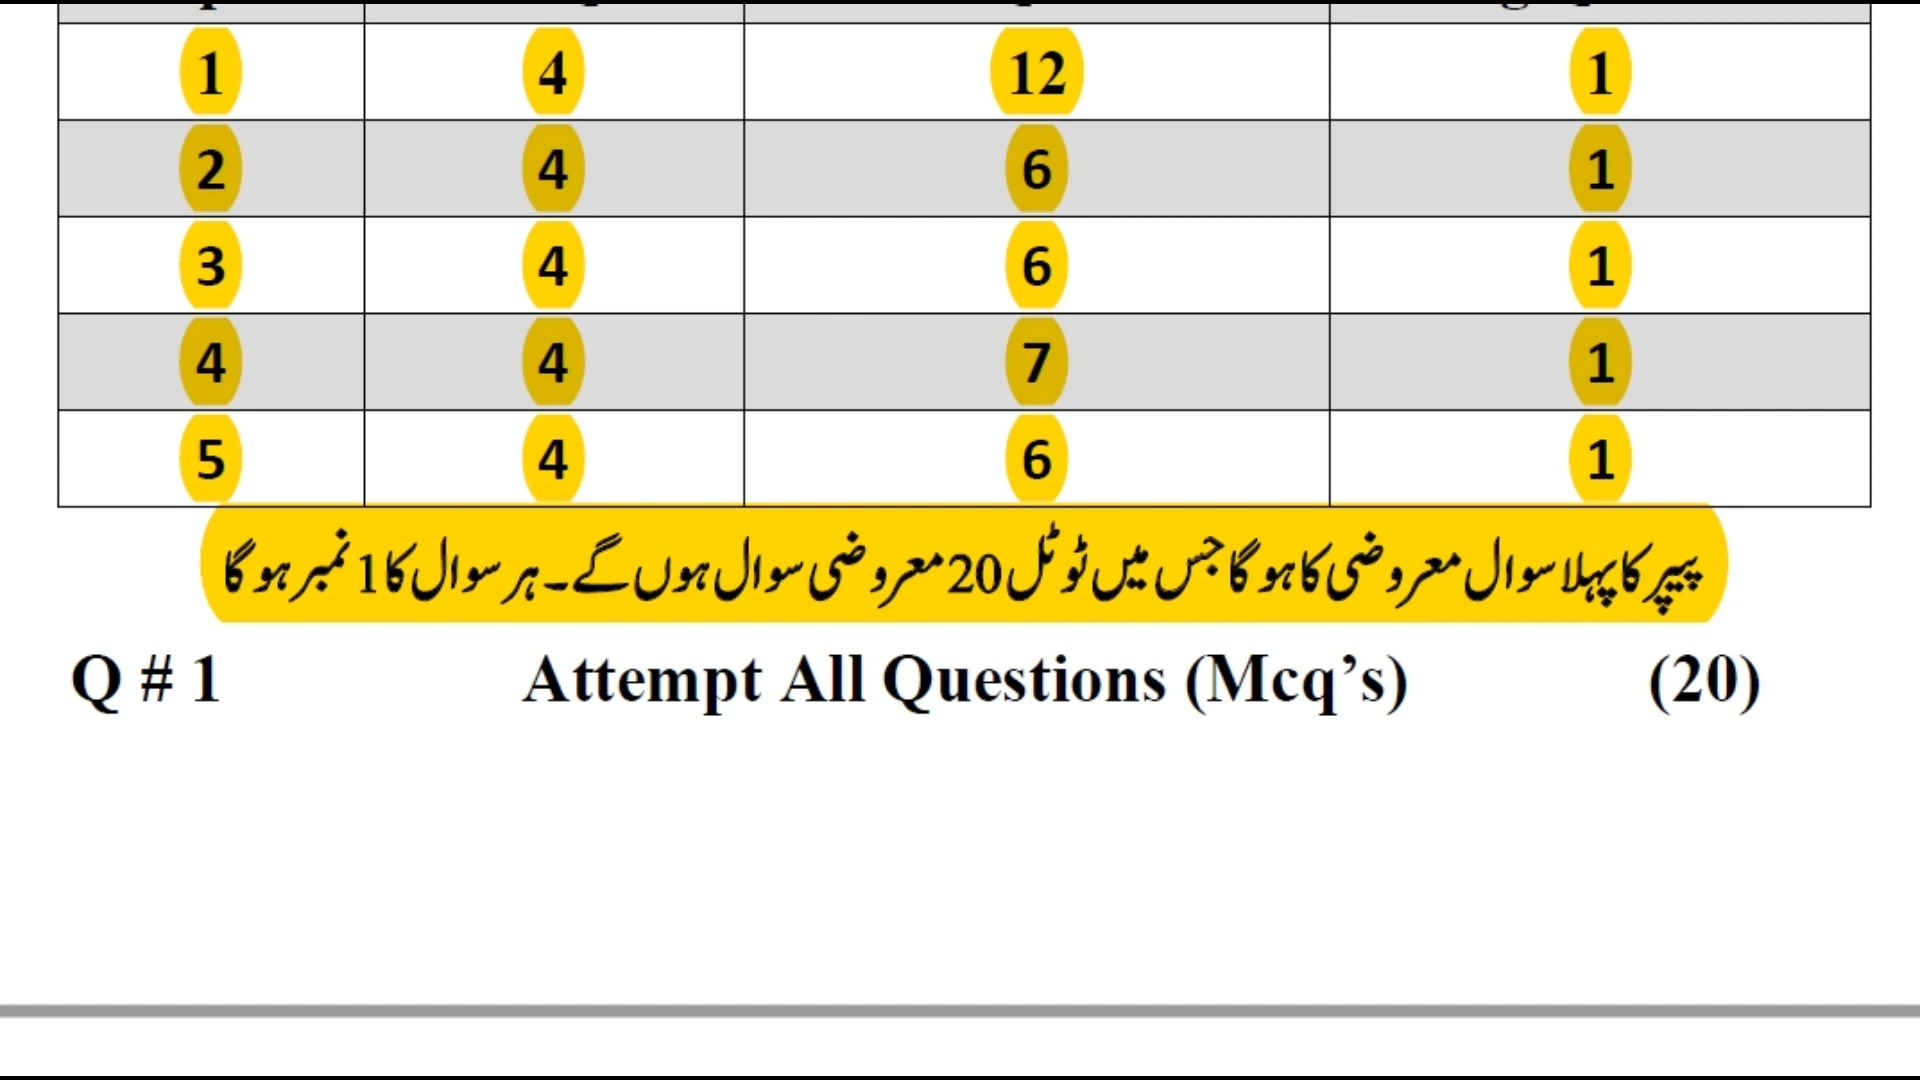 1 4 12 1
2 4 6 1
3 4 6 1
4 4 7 1
5 4 6 1
پیپر کا پہلا سوال معروضی کا ہو گا جس میں ٹوٹل 20 معروضی سوال ہوں گے۔ ہر سوال کا 1 نمبر ہو گا
Q # 1 Attempt All Questions (Mcq’s) (20)